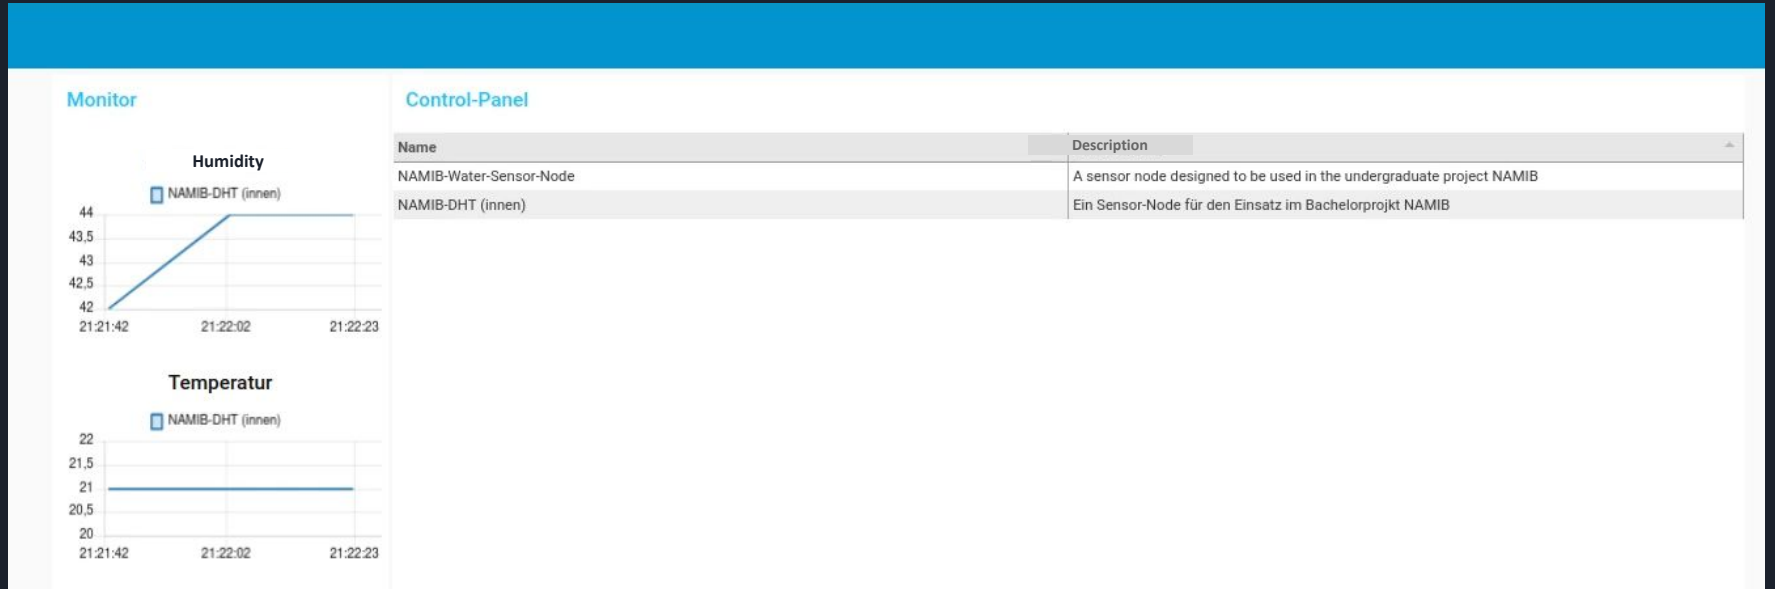 Monitor
Humidity
NAMIB-DHT (innen)
44
43,5
43
42,5
42
21:21:42 21:22:02 21:22:23
Temperatur
NAMIB-DHT (innen)
22
21,5
21
20,5
20
21:21:42 21:22:02 21:22:23
Control-Panel
Name Description
NAMIB-Water-Sensor-Node A sensor node designed to be used in the undergraduate project NAMIB
NAMIB-DHT (innen) Ein Sensor-Node für den Einsatz im Bachelorprojkt NAMIB